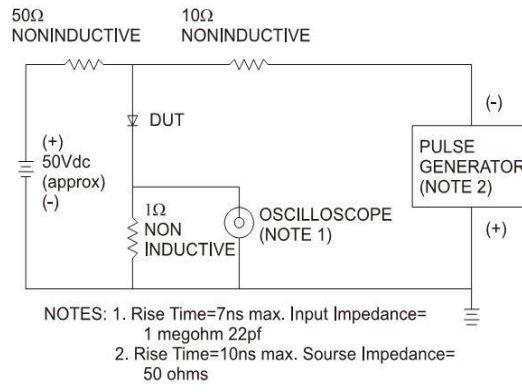 50Ω
NONINDUCTIVE
10Ω
NONINDUCTIVE
(+)
50Vdc
(approx)
(-)
DUT
1Ω
NON
INDUCTIVE
OSCILLOSCOPE
(NOTE 1)
(-)
PULSE
GENERATOR
(NOTE 2)
(+)
NOTES: 1. Rise Time=7ns max. Input Impedance=
1 megohm 22pf
2. Rise Time=10ns max. Sourse Impedance=
50 ohms